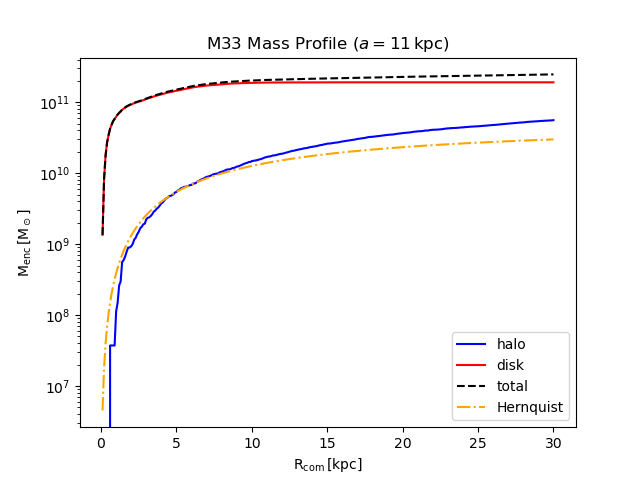 M33 Mass Profile (a = 11 kpc)
M_enc [M_⊙]
10^11
10^10
10^9
10^8
10^7
halo
disk
total
Hernquist
0 5 10 15 20 25 30
R_com [kpc]